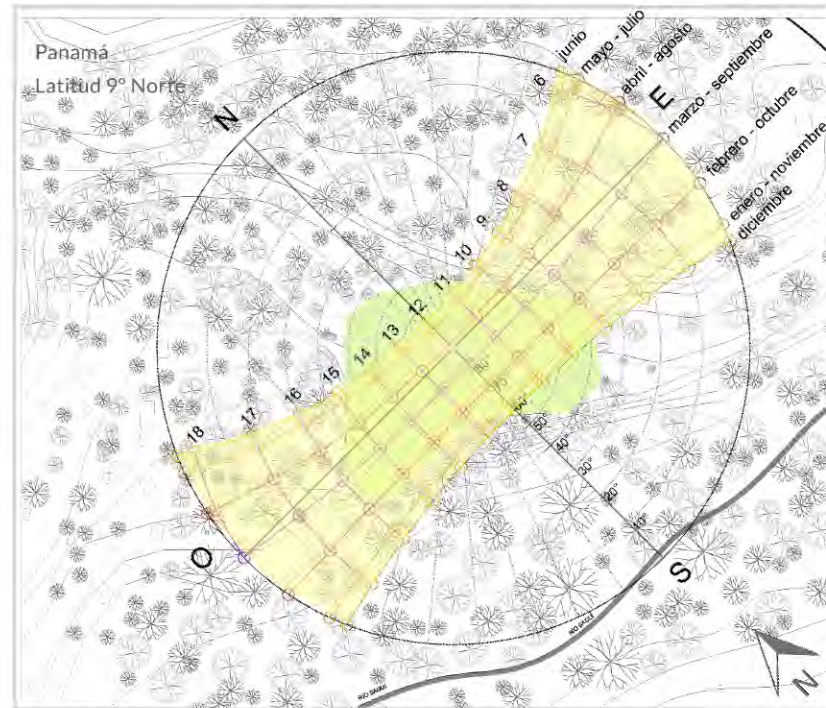 Panamá
Latitud 9° Norte
N
E
S
O
junio
mayo - julio
abril - agosto
marzo - septiembre
febrero - octubre
enero - noviembre
diciembre
6
7
8
9
10
11
12
13
14
15
16
17
18
50
40°
30°
20°
10°
N